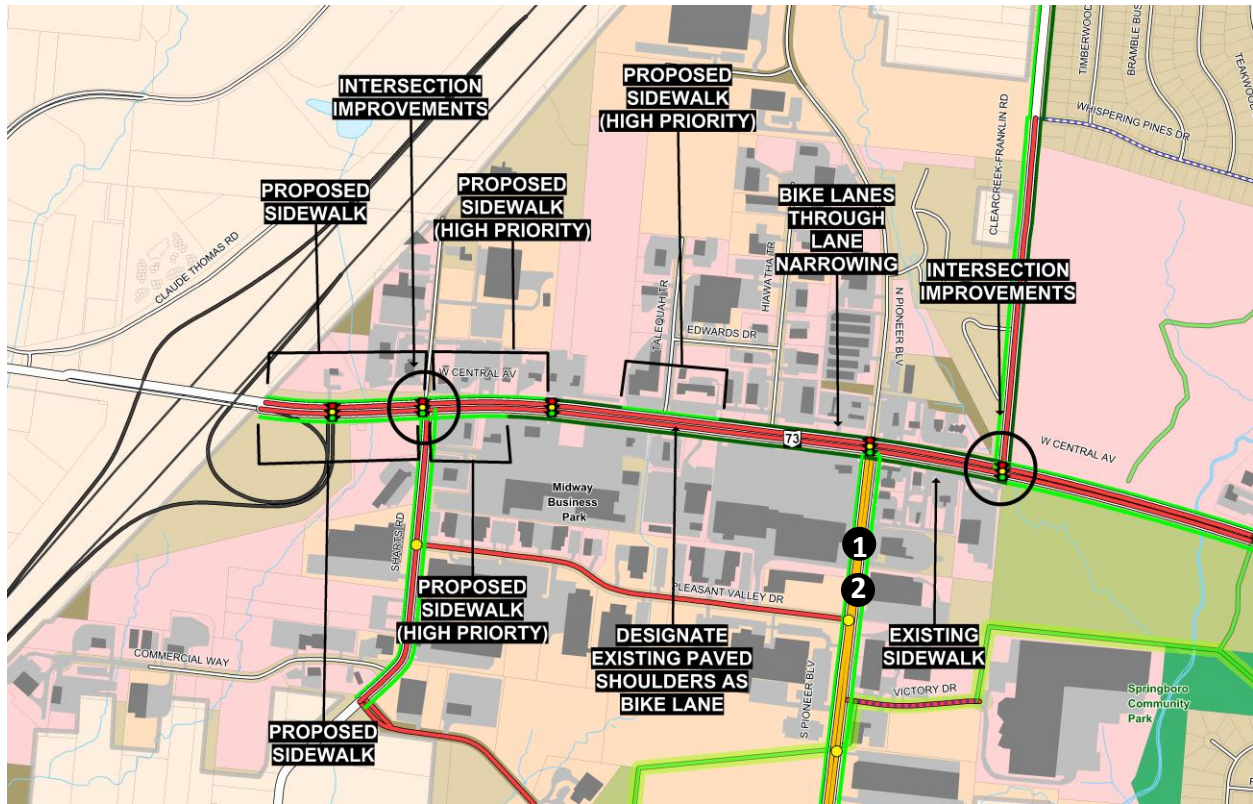 TIMBERWOOD
BRAMBLE BUS
TEAKWOOD
WHISPERING PINES DR
CLEARCREEK-FRANKLIN RD
INTERSECTION
IMPROVEMENTS
PROPOSED
SIDEWALK
(HIGH PRIORITY)
PROPOSED
SIDEWALK
PROPOSED
SIDEWALK
(HIGH PRIORITY)
BIKE LANES
THROUGH
LANE
NARROWING
INTERSECTION
IMPROVEMENTS
CLAUDE THOMAS RD
TALEQUAH TR
HIAWATHA TR
EDWARDS DR
N PIONEER BLV
W CENTRAL AV
73
W CENTRAL AV
Midway
Business
Park
SHARTS RD
1
2
PLEASANT VALLEY DR
PROPOSED
SIDEWALK
(HIGH PRIORTY)
DESIGNATE
EXISTING PAVED
SHOULDERS AS
BIKE LANE
EXISTING
SIDEWALK
COMMERCIAL WAY
S PIONEER BLV
VICTORY DR
Springboro
Community
Park
PROPOSED
SIDEWALK